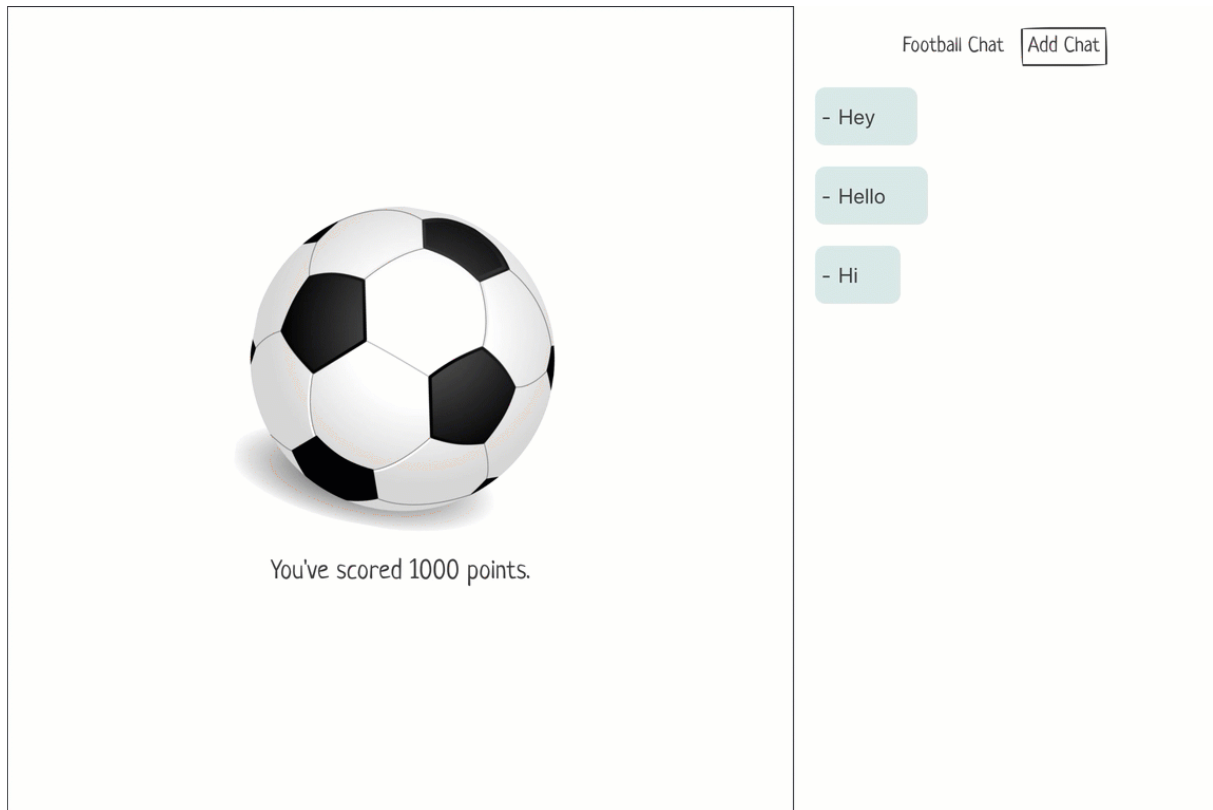 Football Chat Add Chat
- Hey
- Hello
- Hi
You've scored 1000 points.